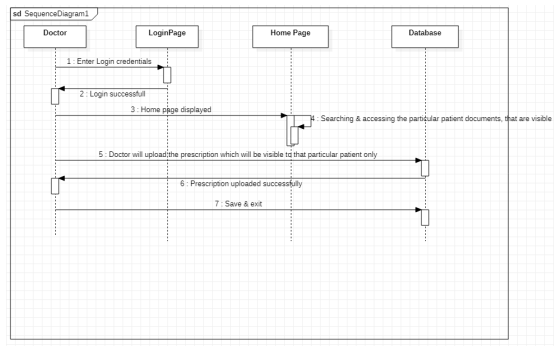 sd SequenceDiagram1
Doctor
LoginPage
Home Page
Database
1 : Enter Login credentials
2 : Login successfull
3 : Home page displayed
4 : Searching & accessing the particular patient documents, that are visible
5 : Doctor will upload the prescription which will be visible to that particular patient only
6 : Prescription uploaded successfully
7 : Save & exit